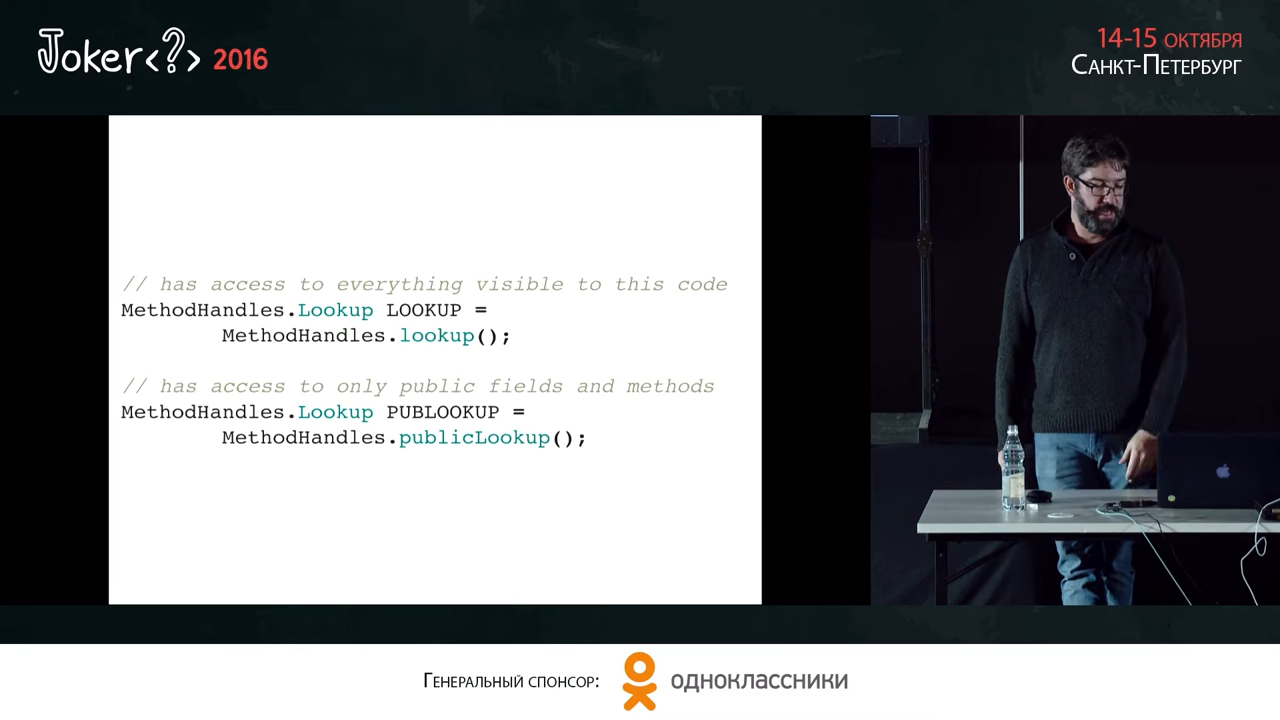 Joker<?> 2016
14-15 октября
Санкт-Петербург
// has access to everything visible to this code
MethodHandles.Lookup LOOKUP =
MethodHandles.lookup();
// has access to only public fields and methods
MethodHandles.Lookup PUBLOOKUP =
MethodHandles.publicLookup();
Генеральный спонсор:
одноклассники